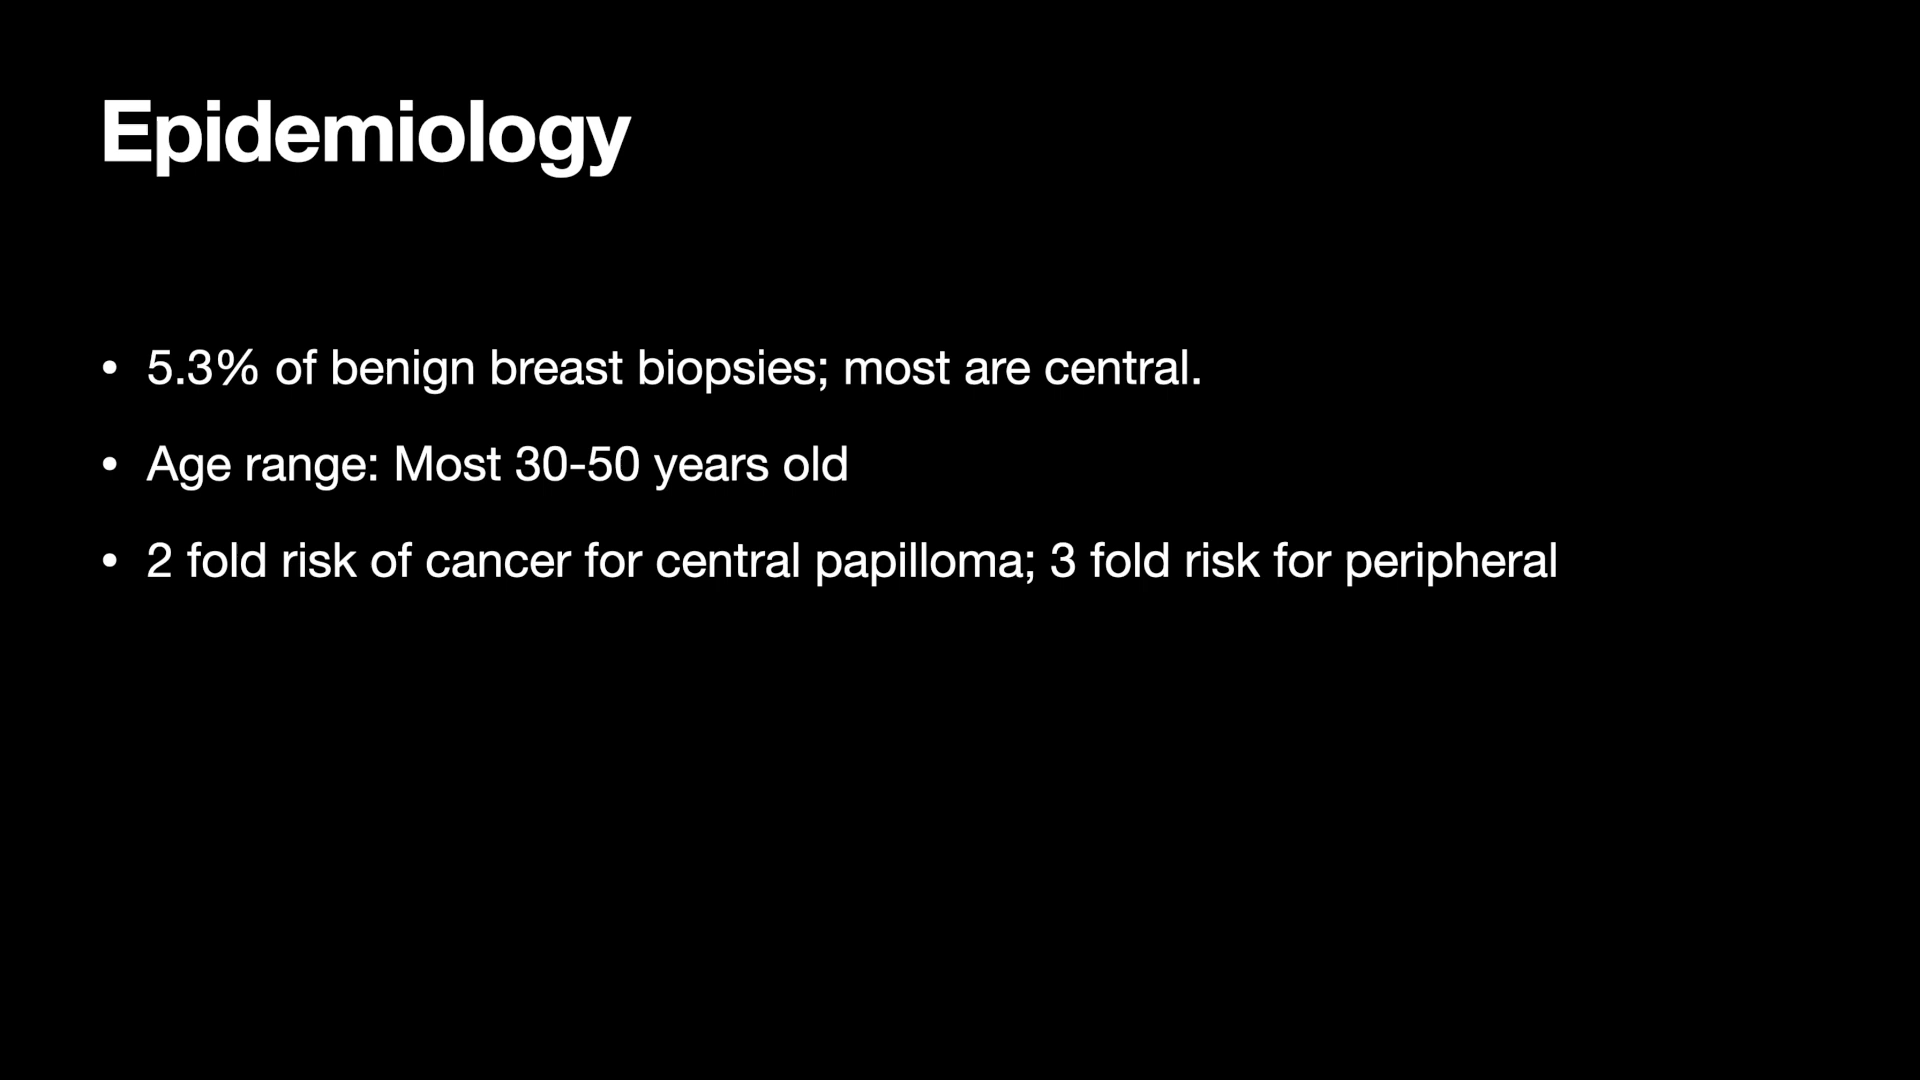 Epidemiology
• 5.3% of benign breast biopsies; most are central.
• Age range: Most 30-50 years old
• 2 fold risk of cancer for central papilloma; 3 fold risk for peripheral